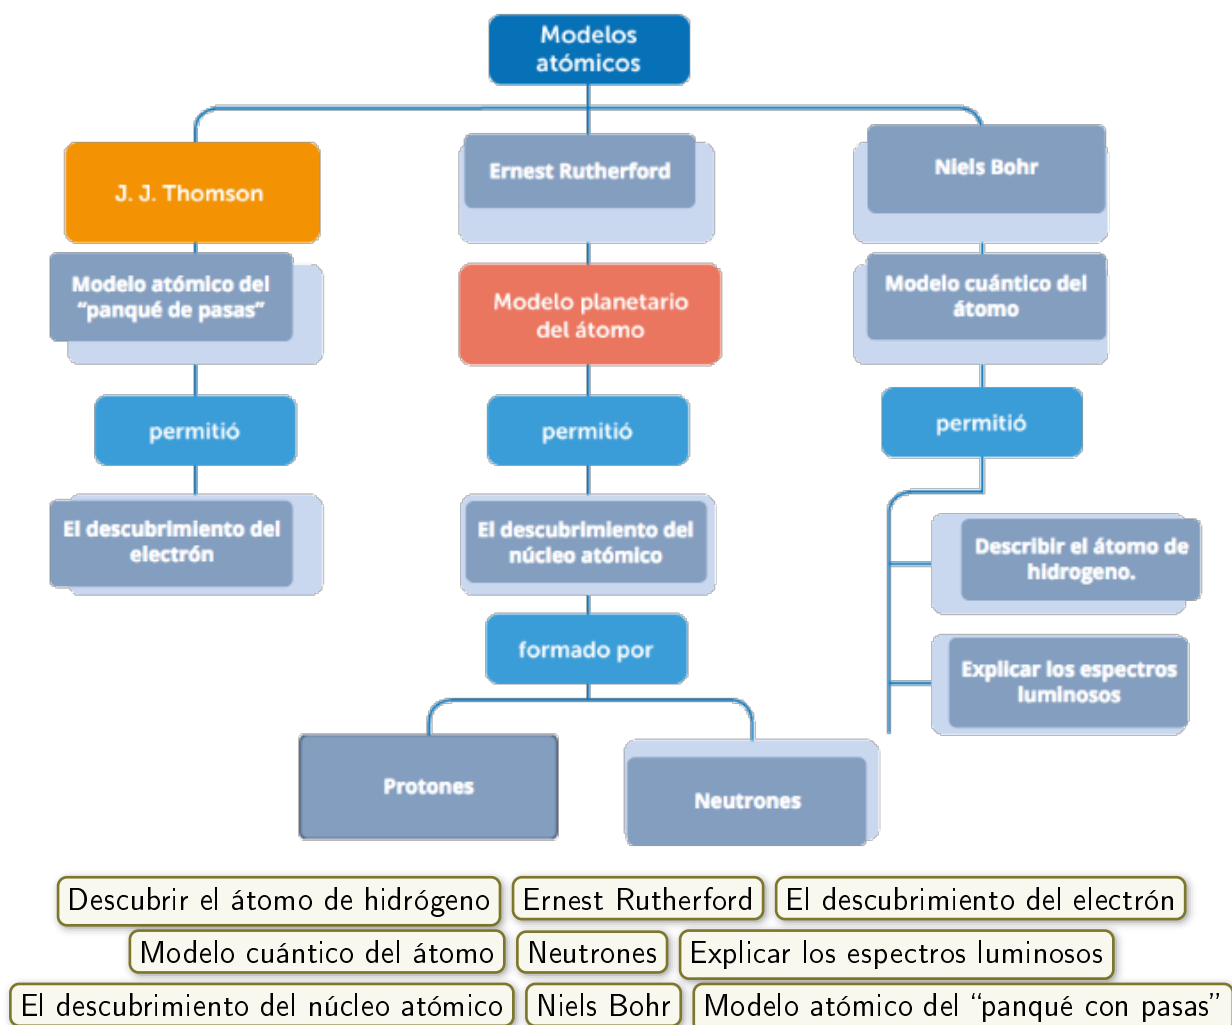 Modelos
atómicos
J. J. Thomson
Ernest Rutherford
Niels Bohr
Modelo atómico del
“panqué de pasas”
Modelo planetario
del átomo
Modelo cuántico del
átomo
permitió
permitió
permitió
El descubrimiento del
electrón
El descubrimiento del
núcleo atómico
Describir el átomo de
hidrogeno.
formado por
Explicar los espectros
luminosos
Protones
Neutrones
Descubrir el átomo de hidrógeno
Ernest Rutherford
El descubrimiento del electrón
Modelo cuántico del átomo
Neutrones
Explicar los espectros luminosos
El descubrimiento del núcleo atómico
Niels Bohr
Modelo atómico del “panqué con pasas”